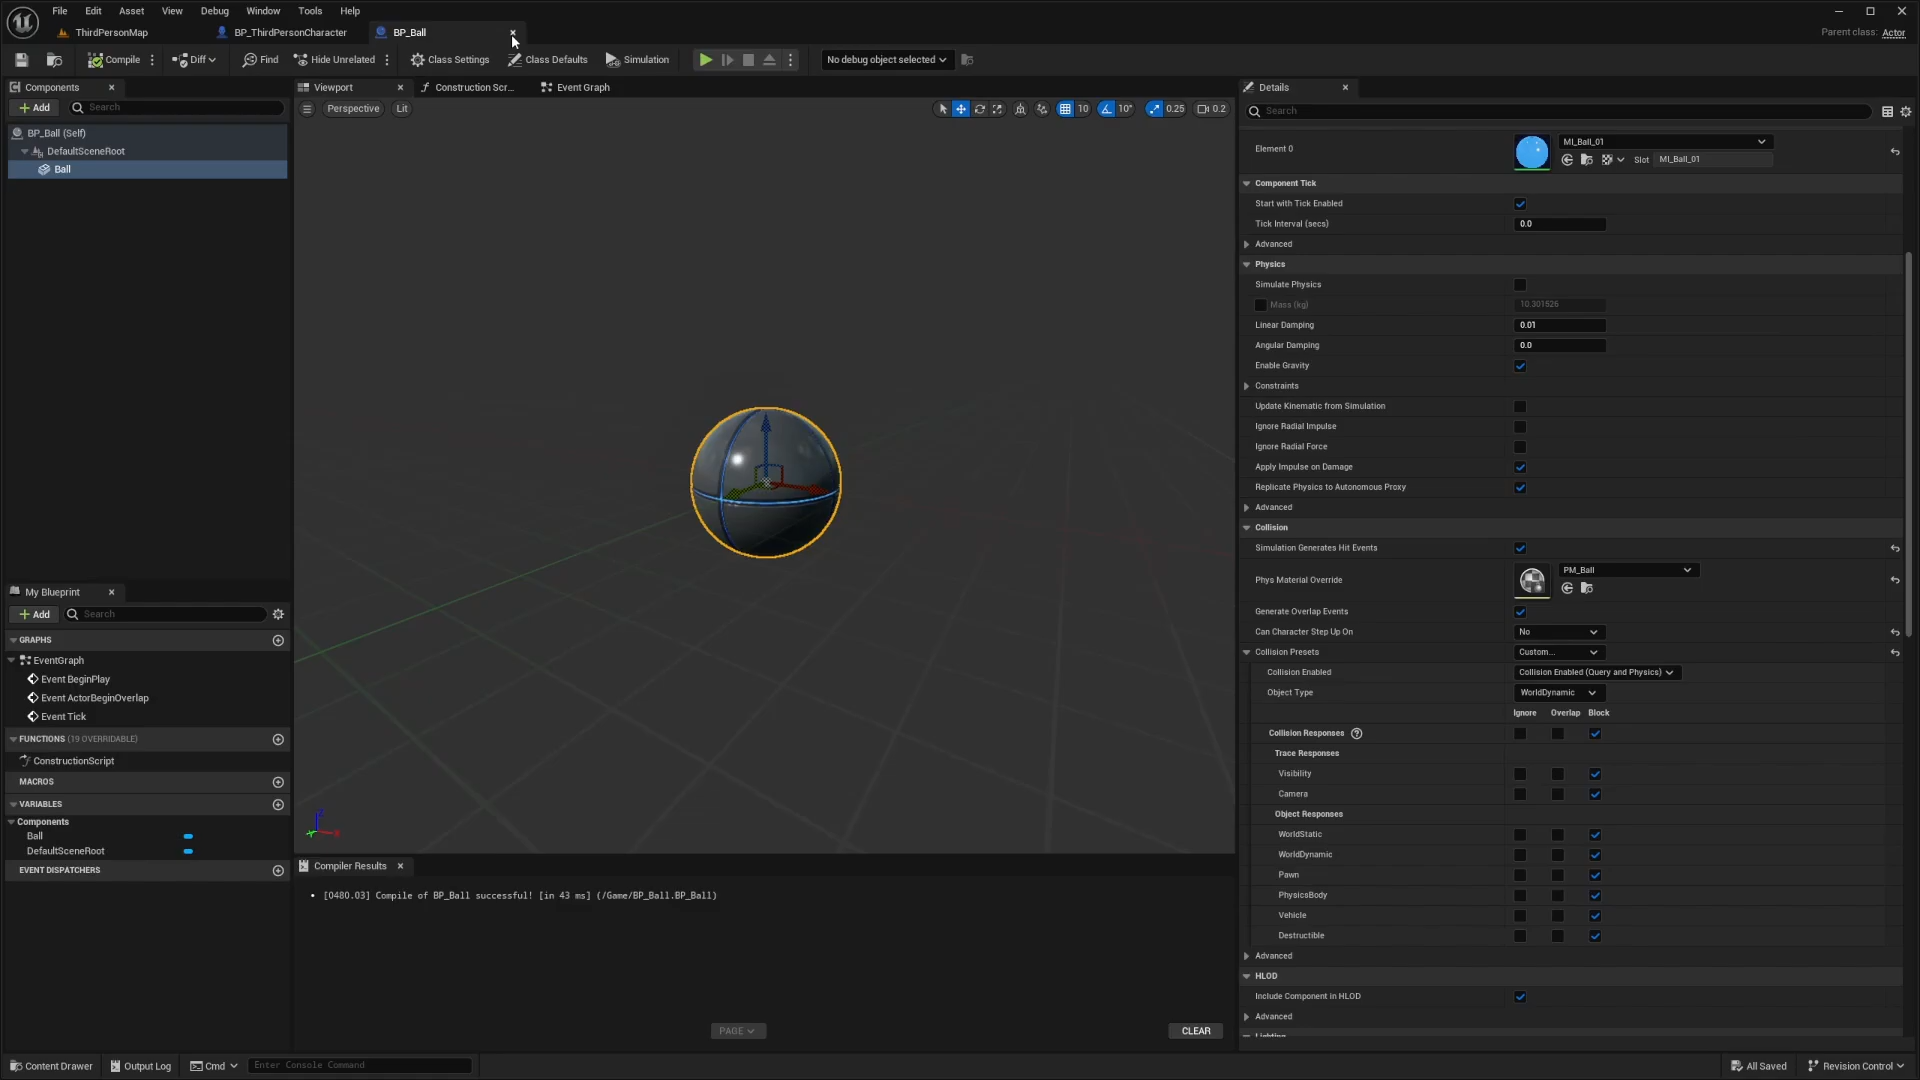 File Edit Asset View Debug Window Tools Help
ThirdPersonMap BP_ThirdPersonCharacter BP_Ball
Parent class: Actor
Compile Diff Find Hide Unrelated Class Settings Class Defaults Simulation No debug object selected
Components
Add Search
BP_Ball (Self)
DefaultSceneRoot
Ball
Viewport Construction Scr... Event Graph
Perspective Lit 10 10° 0.25 0.2
Details
Search
Element 0 MI_Ball_01
Slot MI_Ball_01
Component Tick
Start with Tick Enabled
Tick Interval (secs) 0.0
Advanced
Physics
Simulate Physics
Mass (kg) 10.301526
Linear Damping 0.01
Angular Damping 0.0
Enable Gravity
Constraints
Update Kinematic from Simulation
Ignore Radial Impulse
Ignore Radial Force
Apply Impulse on Damage
Replicate Physics to Autonomous Proxy
Advanced
Collision
Simulation Generates Hit Events
Phys Material Override PM_Ball
Generate Overlap Events
Can Character Step Up On No
Collision Presets Custom...
Collision Enabled Collision Enabled (Query and Physics)
Object Type WorldDynamic
Ignore Overlap Block
Collision Responses ?
Trace Responses
Visibility
Camera
Object Responses
WorldStatic
WorldDynamic
Pawn
PhysicsBody
Vehicle
Destructible
Advanced
HLOD
Include Component in HLOD
Advanced
Lighting
My Blueprint
Add Search
GRAPHS
EventGraph
Event BeginPlay
Event ActorBeginOverlap
Event Tick
FUNCTIONS (19 OVERRIDABLE)
ConstructionScript
MACROS
VARIABLES
Components
Ball
DefaultSceneRoot
EVENT DISPATCHERS
Compiler Results
[0480.03] Compile of BP_Ball successful! [in 43 ms] (/Game/BP_Ball.BP_Ball)
PAGE CLEAR
Content Drawer Output Log Cmd Enter Console Command All Saved Revision Control